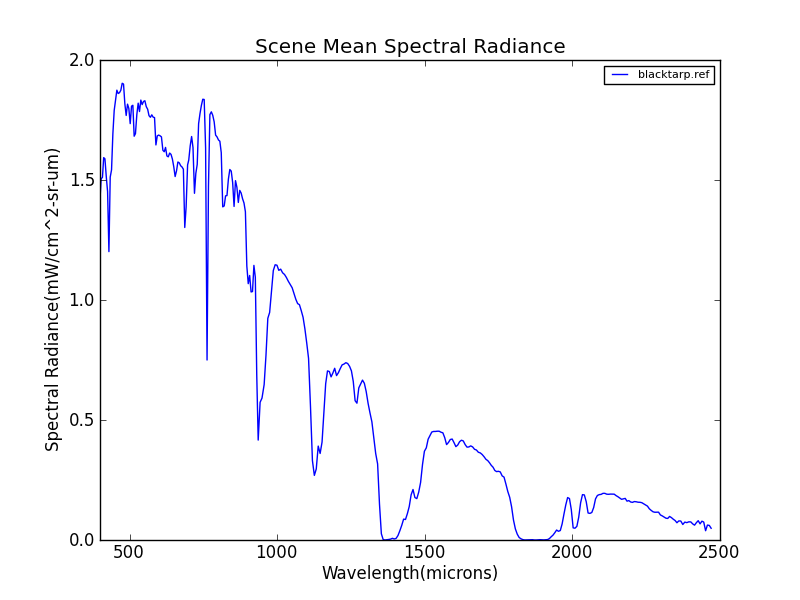 Scene Mean Spectral Radiance
blacktarp.ref
Spectral Radiance(mW/cm^2-sr-um)
2.0
1.5
1.0
0.5
0.0
500 1000 1500 2000 2500
Wavelength(microns)